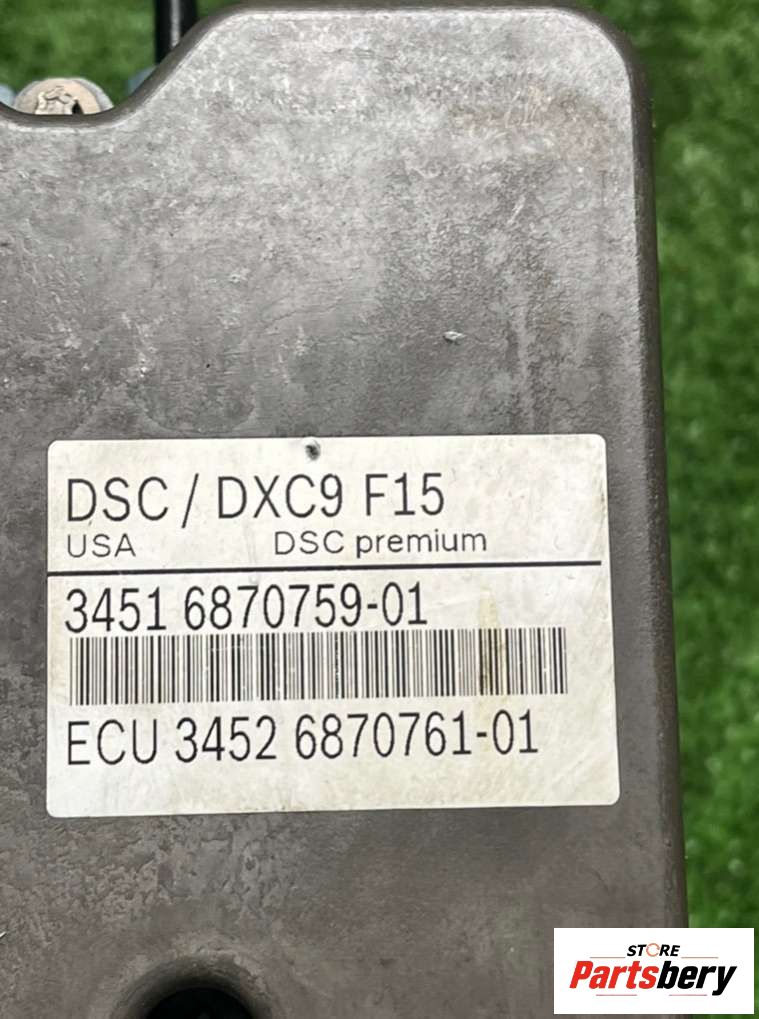 DSC / DXC9 F15
USA DSC premium
3451 6870759-01
ECU 3452 6870761-01
STORE
Partsbery